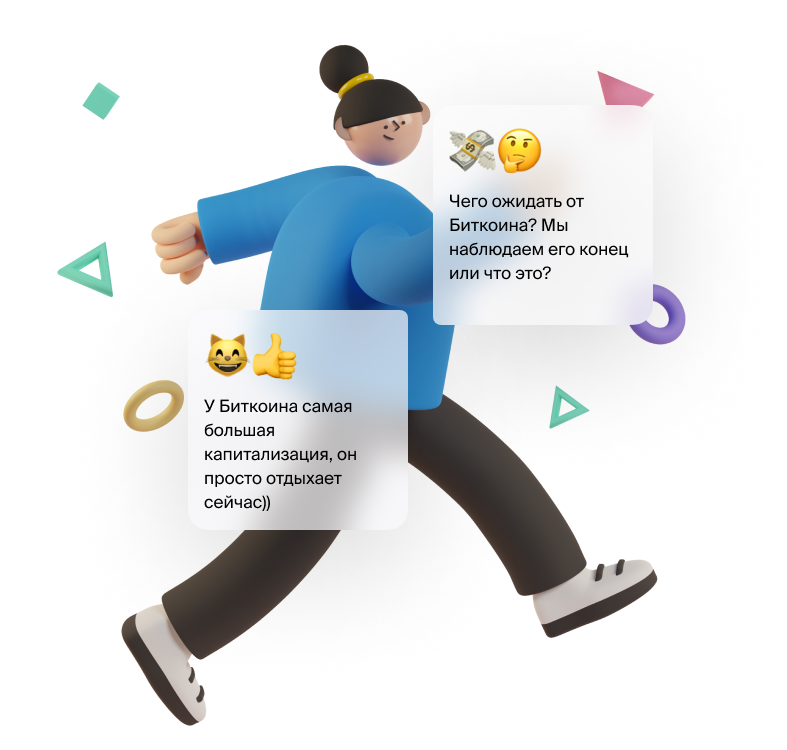 💸🤔
Чего ожидать от
Биткоина? Мы
наблюдаем его конец
или что это?
😸👍
У Биткоина самая
большая
капитализация, он
просто отдыхает
сейчас))